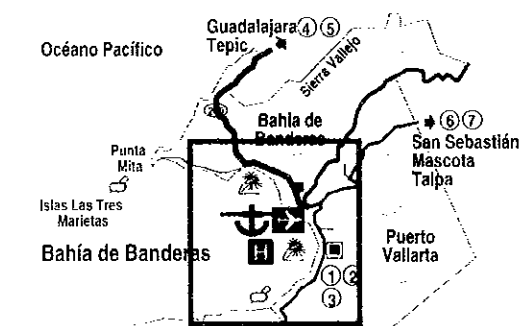 Guadalajara ④ ⑤
Tepic
Océano Pacífico
Sierra Vallejo
Bahia de
Banderas
⑥ ⑦
San Sebastián
Mascota
Talpa
Punta
Mita
Islas Las Tres
Marietas
H
Bahía de Banderas
Puerto
Vallarta
① ②
③